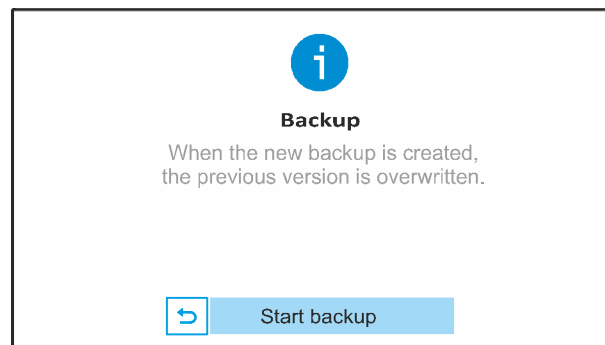 Backup
When the new backup is created,
the previous version is overwritten.
Start backup